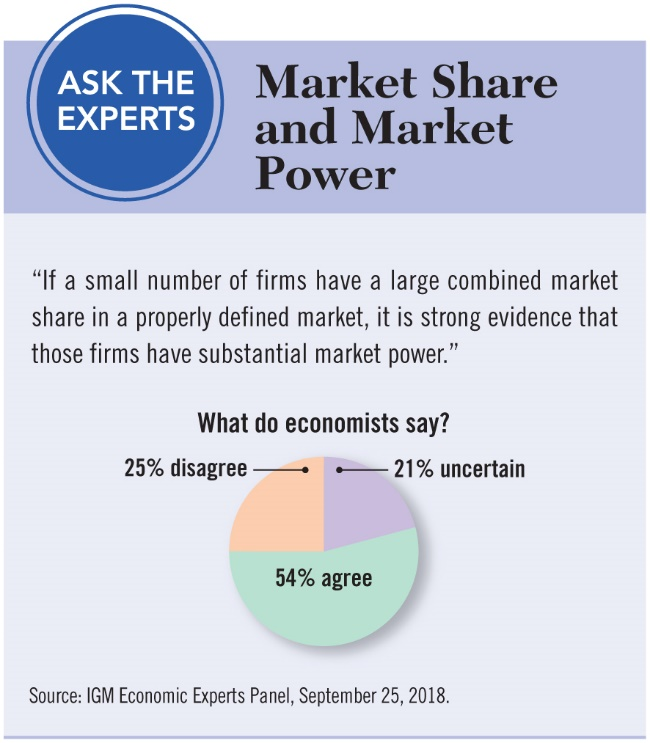 ASK THE
EXPERTS
Market Share
and Market
Power
“If a small number of firms have a large combined market
share in a properly defined market, it is strong evidence that
those firms have substantial market power.”
What do economists say?
25% disagree
21% uncertain
54% agree
Source: IGM Economic Experts Panel, September 25, 2018.